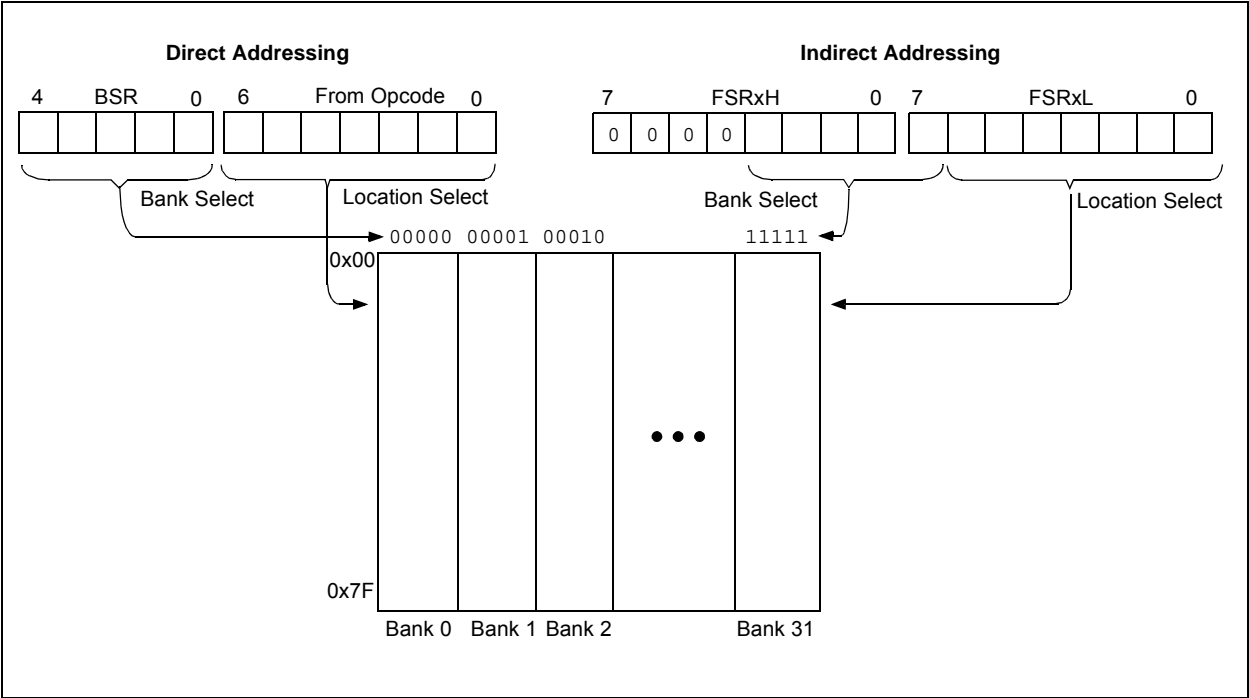 Direct Addressing
Indirect Addressing
4 BSR 0 6 From Opcode 0
7 FSRxH 0 7 FSRxL 0
0 0 0 0
Bank Select
Location Select
Bank Select
Location Select
00000 00001 00010 11111
0x00
0x7F
Bank 0 Bank 1 Bank 2 Bank 31